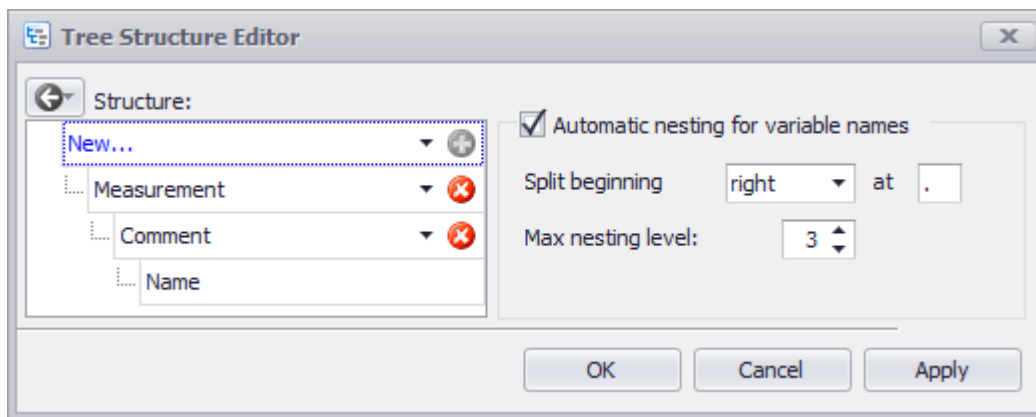 Tree Structure Editor
Structure:
New...
Measurement
Comment
Name
Automatic nesting for variable names
Split beginning right at .
Max nesting level: 3
OK Cancel Apply